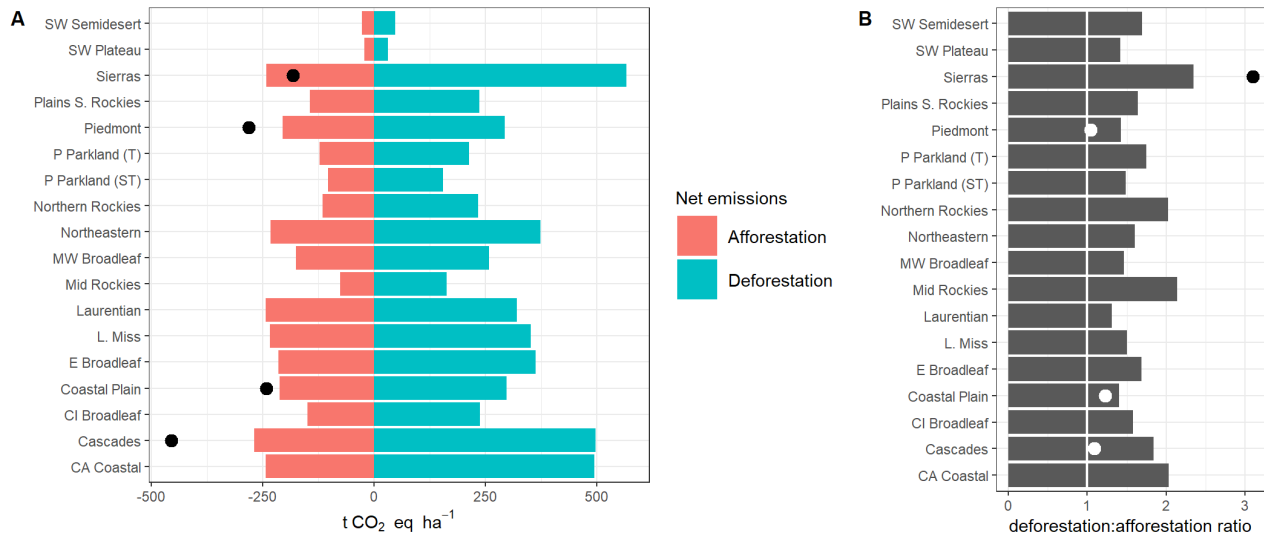 A
SW Semidesert
SW Plateau
Sierras
Plains S. Rockies
Piedmont
P Parkland (T)
P Parkland (ST)
Northern Rockies
Northeastern
MW Broadleaf
Mid Rockies
Laurentian
L. Miss
E Broadleaf
Coastal Plain
CI Broadleaf
Cascades
CA Coastal
-500 -250 0 250 500
t CO₂ eq ha⁻¹
Net emissions
Afforestation
Deforestation
B
SW Semidesert
SW Plateau
Sierras
Plains S. Rockies
Piedmont
P Parkland (T)
P Parkland (ST)
Northern Rockies
Northeastern
MW Broadleaf
Mid Rockies
Laurentian
L. Miss
E Broadleaf
Coastal Plain
CI Broadleaf
Cascades
CA Coastal
0 1 2 3
deforestation:afforestation ratio